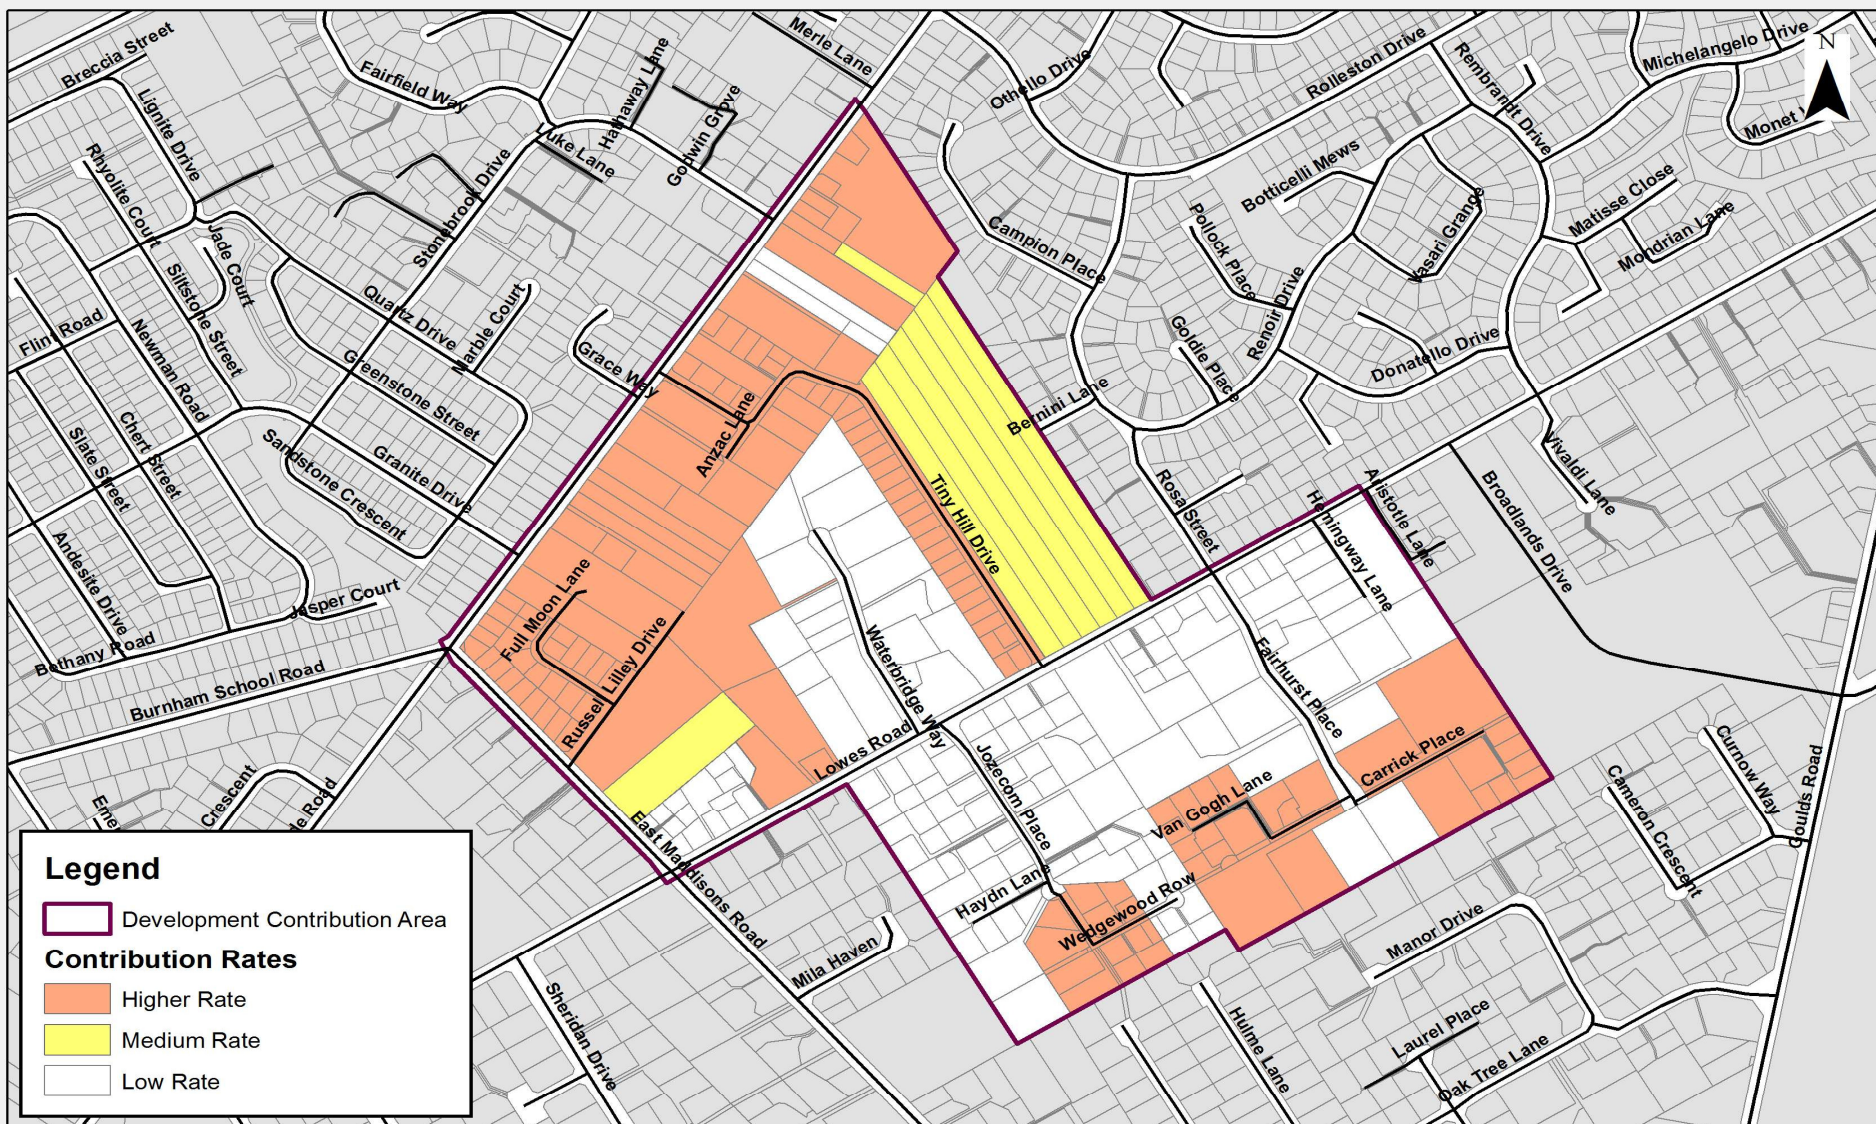 Breccia Street
Lignite Drive
Rhyolite Court
Fairfield Way
Hathaway Lane
Luke Lane
Godwin Grove
Merle Lane
Othello Drive
Rolleston Drive
Rembrandt Drive
Michelangelo Drive
N
Botticelli Mews
Matisse Close
Mondrian Lane
Vasari Grange
Pollock Place
Campion Place
Renoir Drive
Goldie Place
Donatello Drive
Bernini Lane
Stonebrook Drive
Jade Court
Siltstone Street
Quartz Drive
Marble Court
Grace Way
Flint Road
Newman Road
Greenstone Street
Granite Drive
Sandstone Crescent
Chert Street
Slate Street
Andesite Drive
Jasper Court
Bethany Road
Burnham School Road
Anzac Lane
Tiny Hill Drive
Full Moon Lane
Russel Lilley Drive
Waterbridge Way
Lowes Road
Rosa Street
Hemingway Lane
Aristotle Lane
Broadlands Drive
Vivaldi Lane
Fairhurst Place
Carrick Place
Van Gogh Lane
Jozecom Place
Haydn Lane
Wedgewood Row
East Maddisons Road
Mila Haven
Sheridan Drive
Crescent
Hulme Lane
Manor Drive
Laurel Place
Oak Tree Lane
Cameron Crescent
Curnow Way
Goulds Road
Legend
Development Contribution Area
Contribution Rates
Higher Rate
Medium Rate
Low Rate
Monet